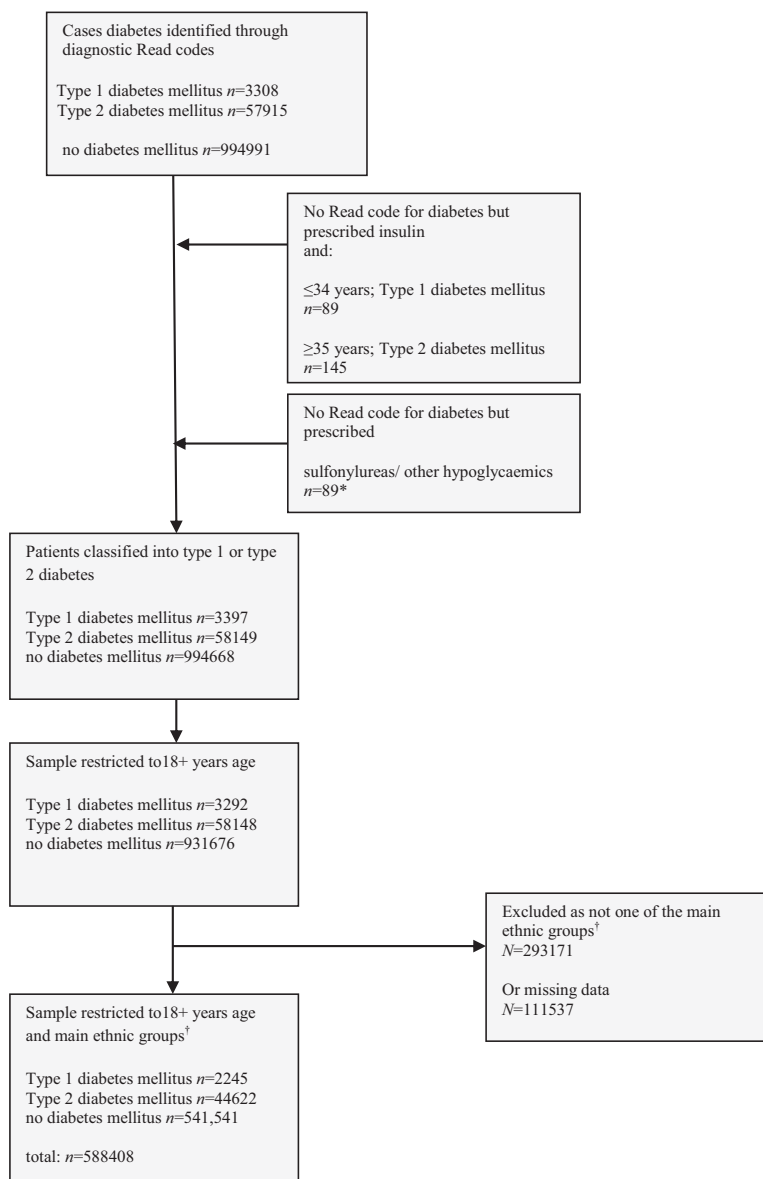 Cases diabetes identified through
diagnostic Read codes
Type 1 diabetes mellitus n=3308
Type 2 diabetes mellitus n=57915
no diabetes mellitus n=994991
No Read code for diabetes but
prescribed insulin
and:
≤34 years; Type 1 diabetes mellitus
n=89
≥35 years; Type 2 diabetes mellitus
n=145
No Read code for diabetes but
prescribed
sulfonylureas/ other hypoglycaemics
n=89*
Patients classified into type 1 or type
2 diabetes
Type 1 diabetes mellitus n=3397
Type 2 diabetes mellitus n=58149
no diabetes mellitus n=994668
Sample restricted to18+ years age
Type 1 diabetes mellitus n=3292
Type 2 diabetes mellitus n=58148
no diabetes mellitus n=931676
Excluded as not one of the main
ethnic groups†
N=293171
Or missing data
N=111537
Sample restricted to18+ years age
and main ethnic groups†
Type 1 diabetes mellitus n=2245
Type 2 diabetes mellitus n=44622
no diabetes mellitus n=541,541
total: n=588408